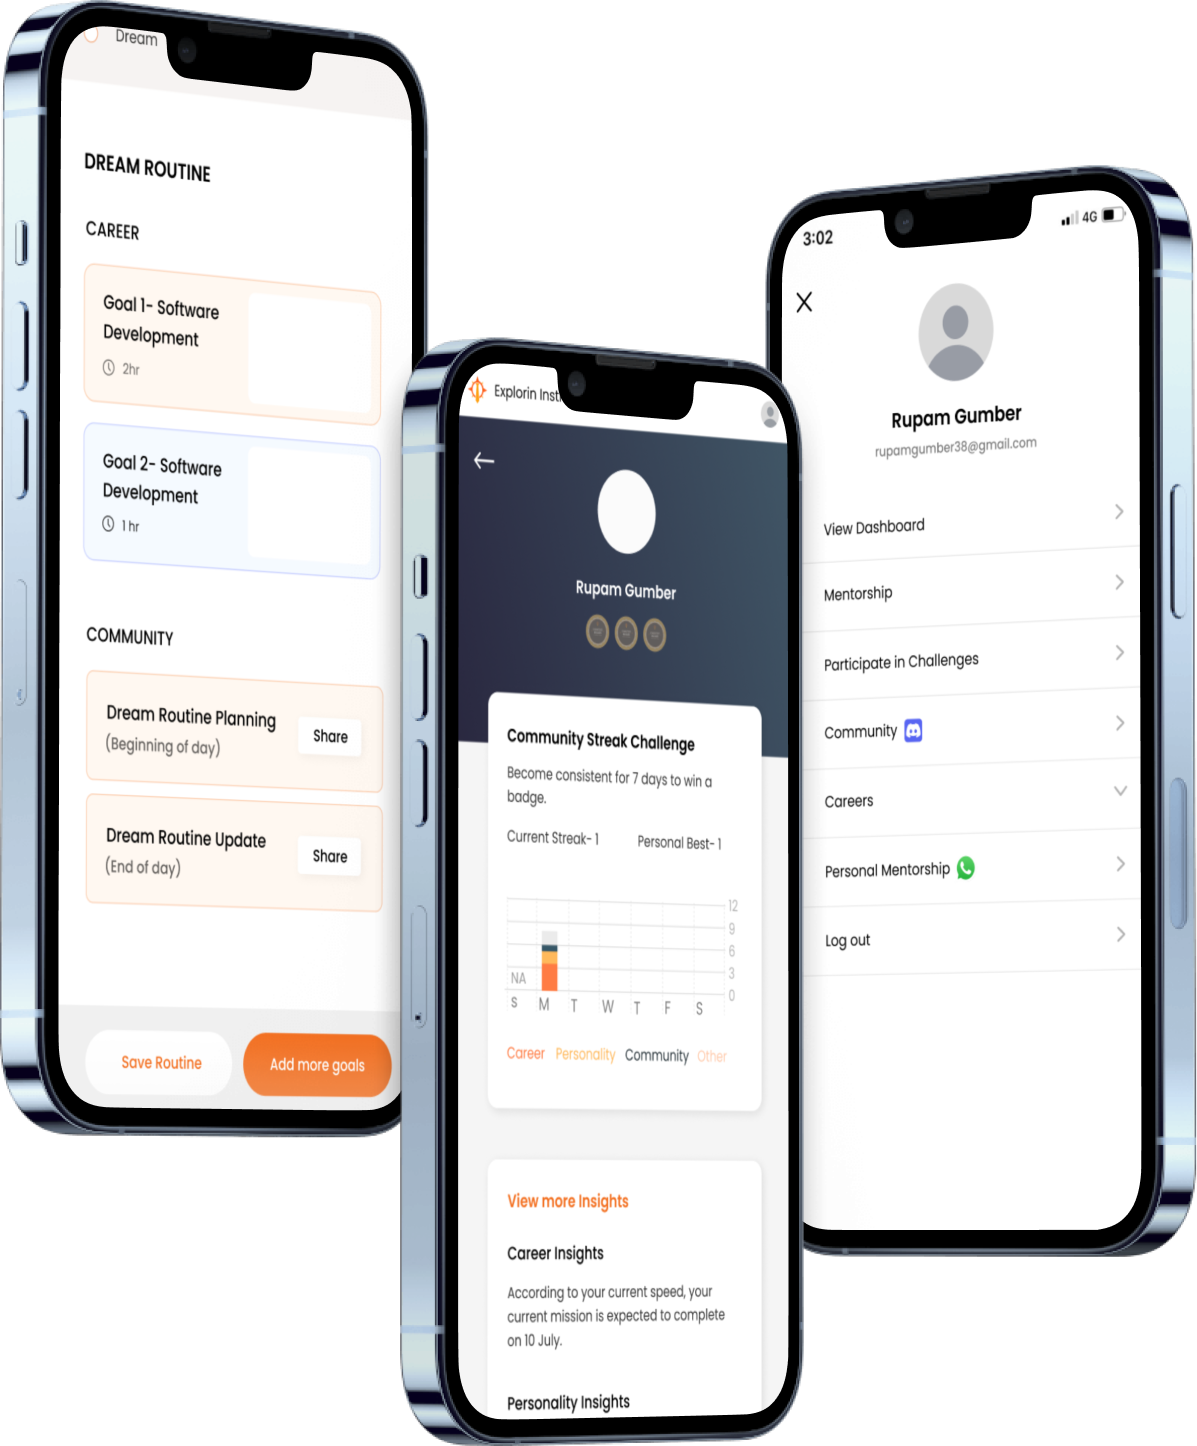 Dream
DREAM ROUTINE
CAREER
Goal 1- Software
Development
2hr
Goal 2- Software
Development
1 hr
COMMUNITY
Dream Routine Planning
(Beginning of day)
Share
Dream Routine Update
(End of day)
Share
Save Routine
Add more goals
Explorin
Rupam Gumber
Community Streak Challenge
Become consistent for 7 days to win a
badge.
Current Streak- 1
Personal Best- 1
12
9
6
3
0
NA
S M T W T F S
Career Personality Community Other
View more Insights
Career Insights
According to your current speed, your
current mission is expected to complete
on 10 July.
Personality Insights
3:02
4G
Rupam Gumber
rupamgumber38@gmail.com
View Dashboard
Mentorship
Participate in Challenges
Community
Careers
Personal Mentorship
Log out